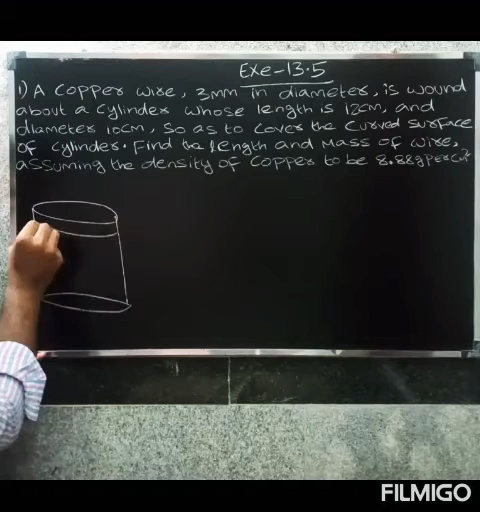 Exe-13.5
1) A copper wire, 3mm in diameter, is wound
about a cylinder whose length is 12cm, and
diameter 10cm, so as to cover the curved surface
of cylinder. Find the length and mass of wire,
assuming the density of copper to be 8.88g per cm³
FILMIGO